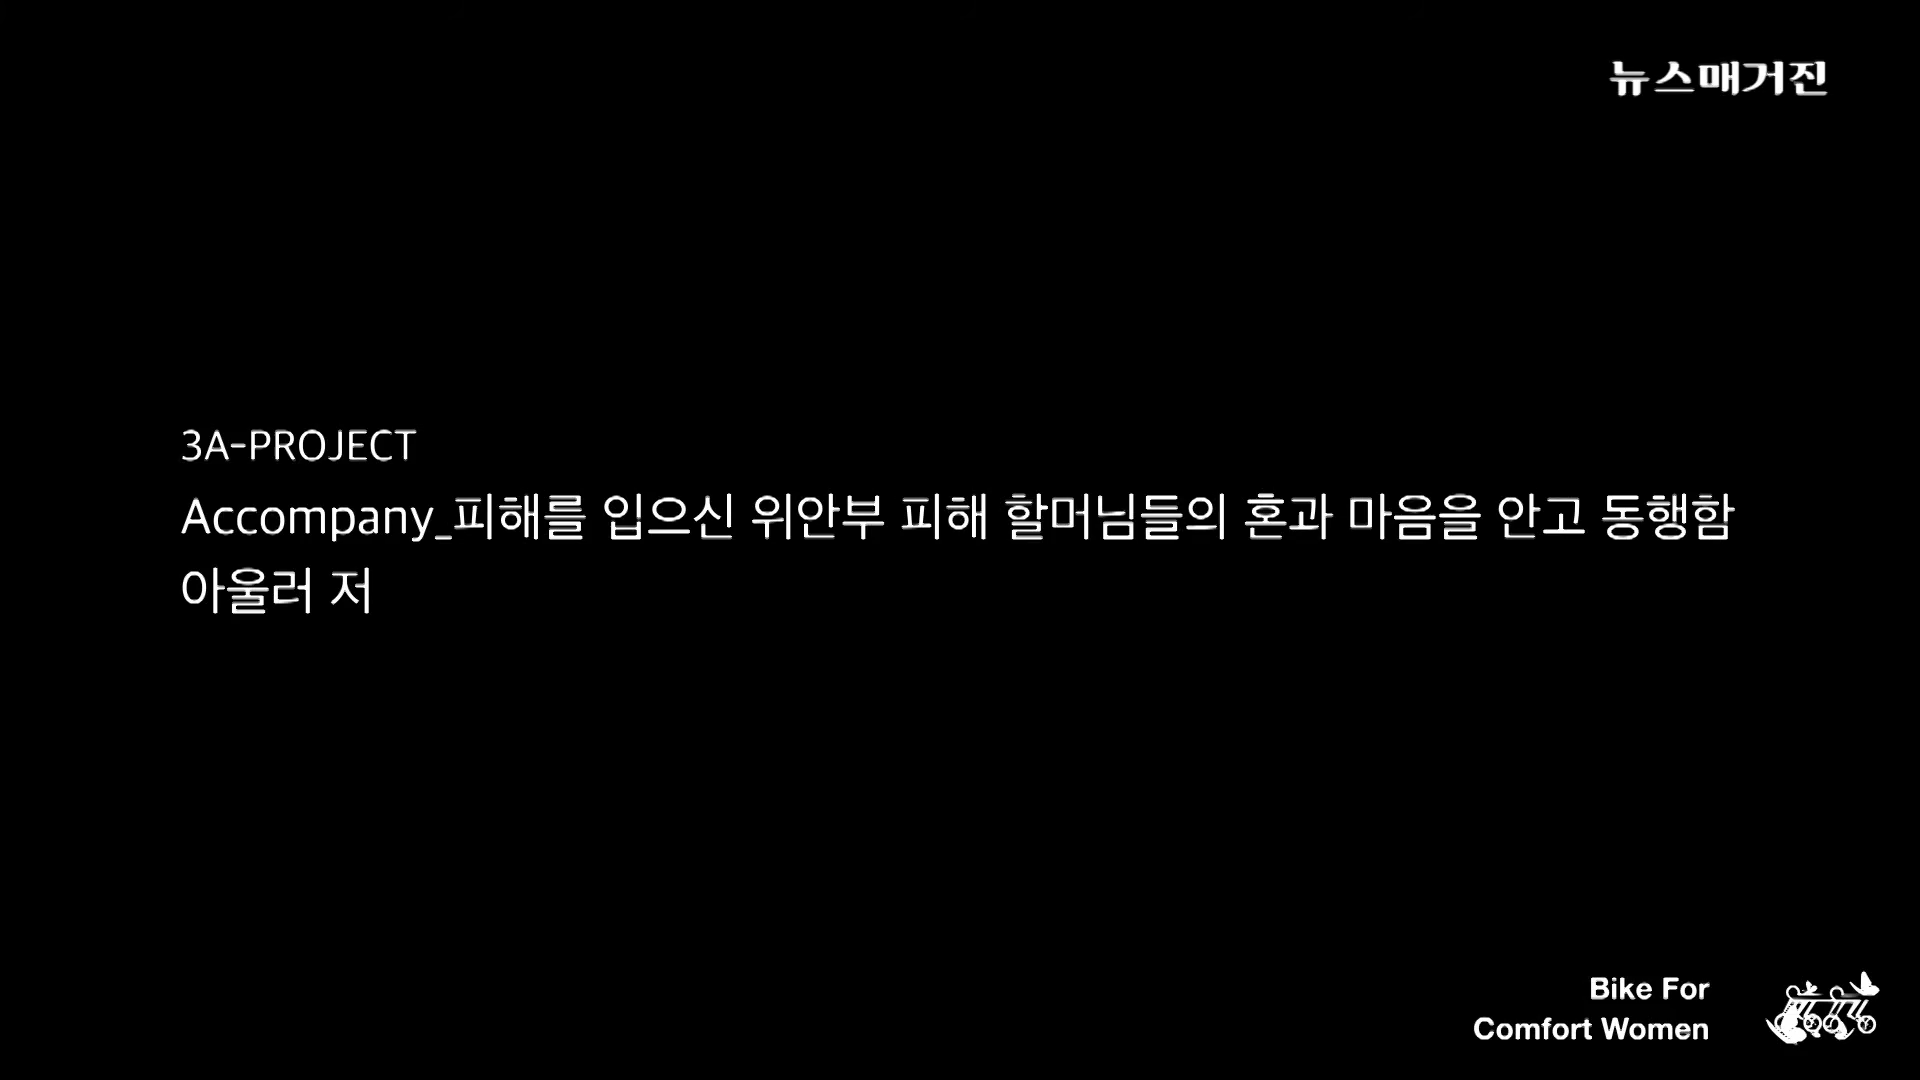 뉴스매거진
3A-PROJECT
Accompany_피해를 입으신 위안부 피해 할머님들의 혼과 마음을 안고 동행함
아울러 저
Bike For
Comfort Women